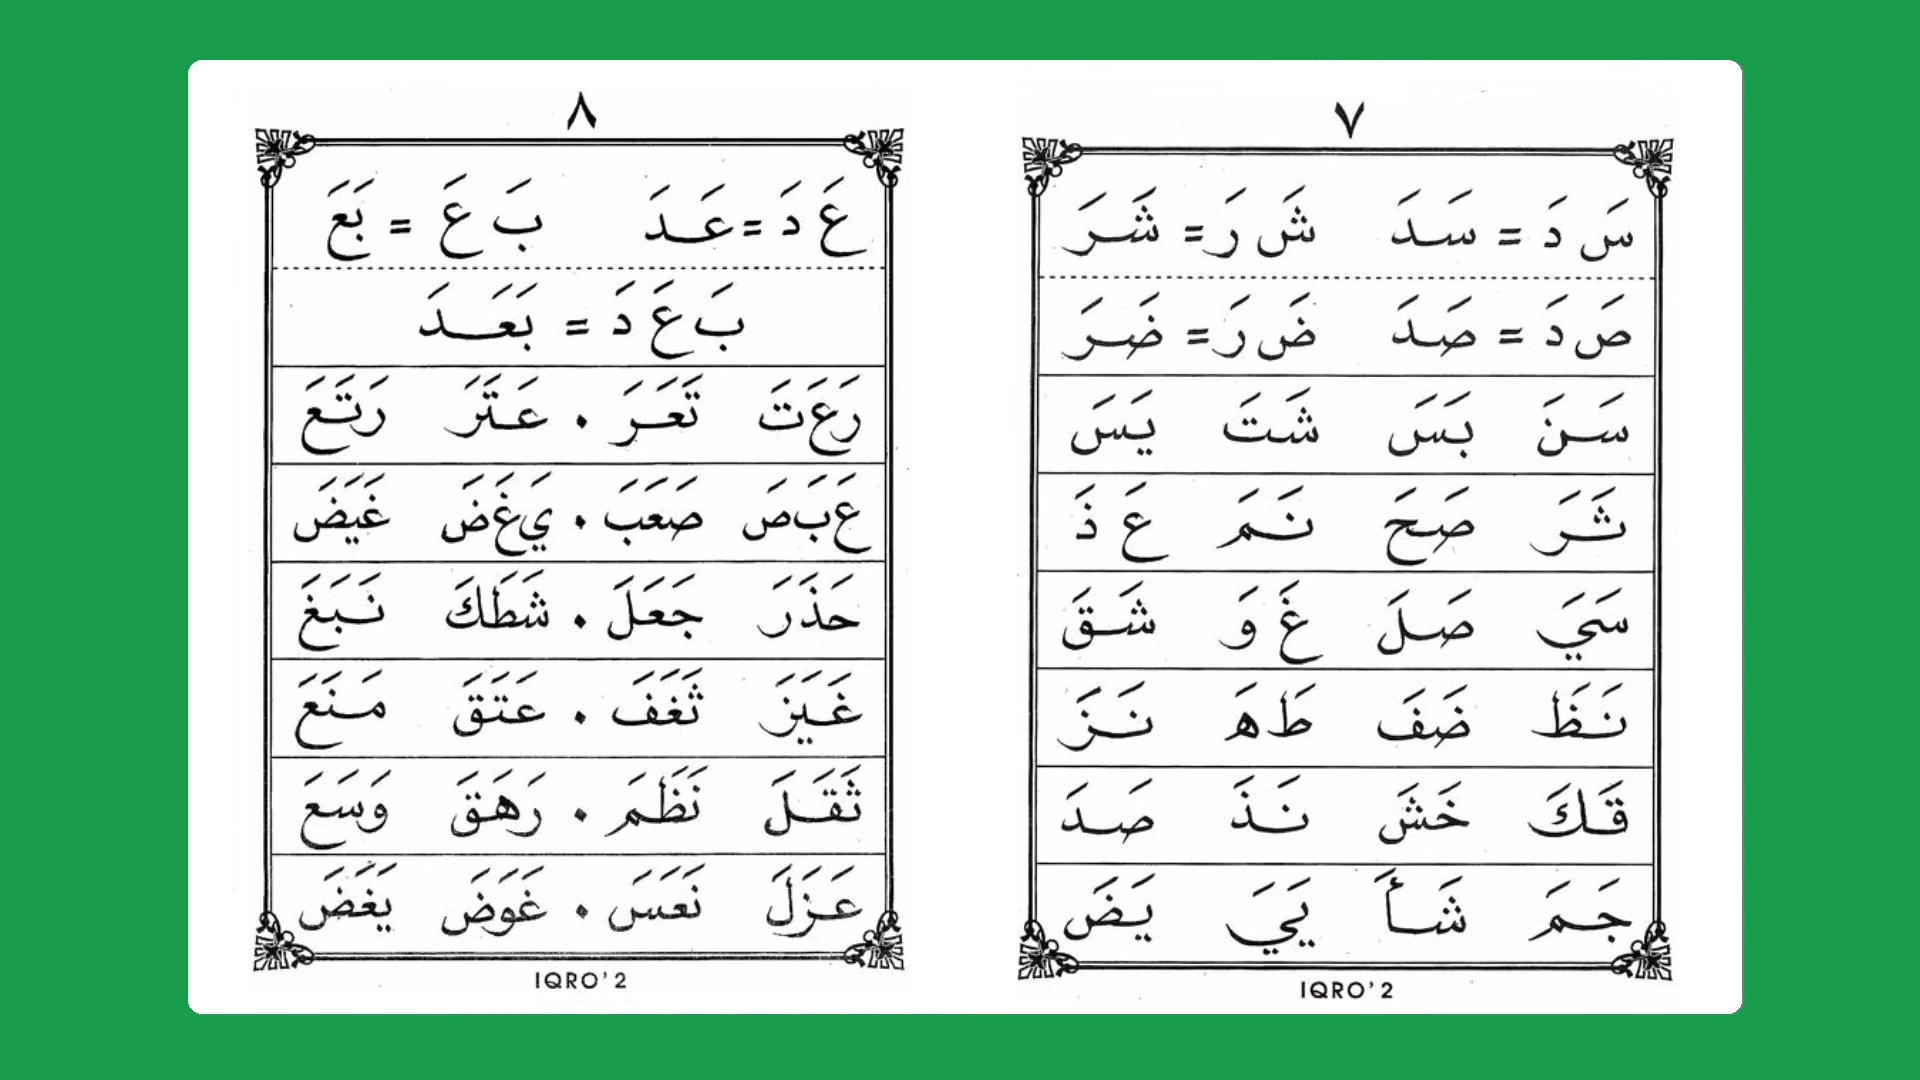 ٧
سَ دَ = سَدَ شَ رَ = شَرَ
صَ دَ = صَدَ ضَ رَ = ضَرَ
سَنَ بَسَ شَتَ يَسَ
ثَرَ صَحَ نَمَ عَ ذَ
سَيَ صَلَ غَ وَ شَقَ
نَظَ ضَفَ طَ هَ نَزَ
قَكَ خَشَ نَذَ صَدَ
جَمَ شَأَ يَيَ يَضَ
IQRO'2
٨
عَ دَ = عَدَ بَ عَ = بَعَ
بَ عَ دَ = بَعَدَ
رَعَتَ تَعَرَ . عَتَرَ رَتَعَ
عَ بَ صَ صَعَبَ . يَ غَ ضَ غَيَضَ
حَذَرَ جَعَلَ . شَطَكَ نَبَغَ
غَيَزَ ثَغَفَ . عَتَقَ مَنَعَ
ثَقَلَ نَظَمَ . رَهَقَ وَسَعَ
عَزَلَ نَعَسَ . غَوَضَ يَغَضَ
IQRO'2